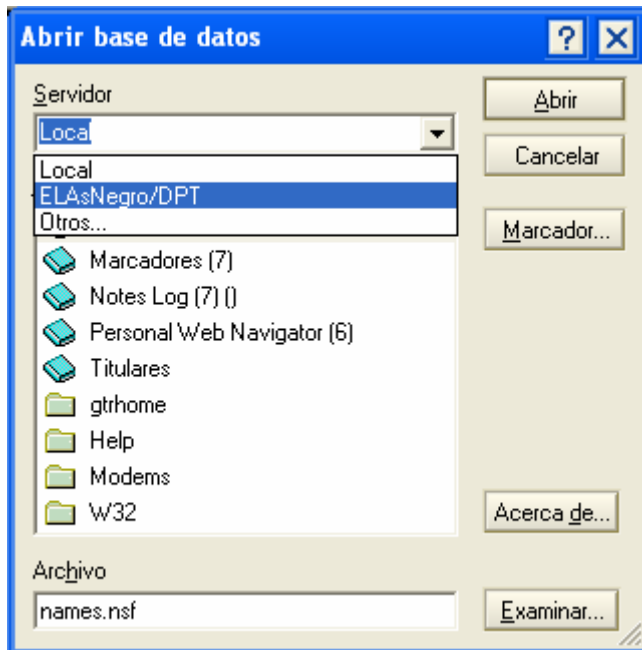 Abrir base de datos
Servidor
Local
Local
ELAsNegro/DPT
Otros...
Marcadores (7)
Notes Log (7) ()
Personal Web Navigator (6)
Titulares
gtrhome
Help
Modems
W32
Archivo
names.nsf
Abrir
Cancelar
Marcador...
Acerca de...
Examinar...